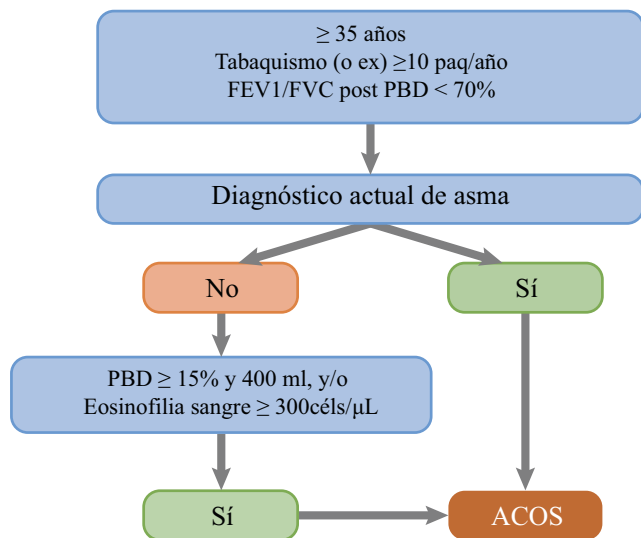 ≥ 35 años
Tabaquismo (o ex) ≥10 paq/año
FEV1/FVC post PBD < 70%
Diagnóstico actual de asma
No
Sí
PBD ≥ 15% y 400 ml, y/o
Eosinofilia sangre ≥ 300céls/μL
Sí
ACOS